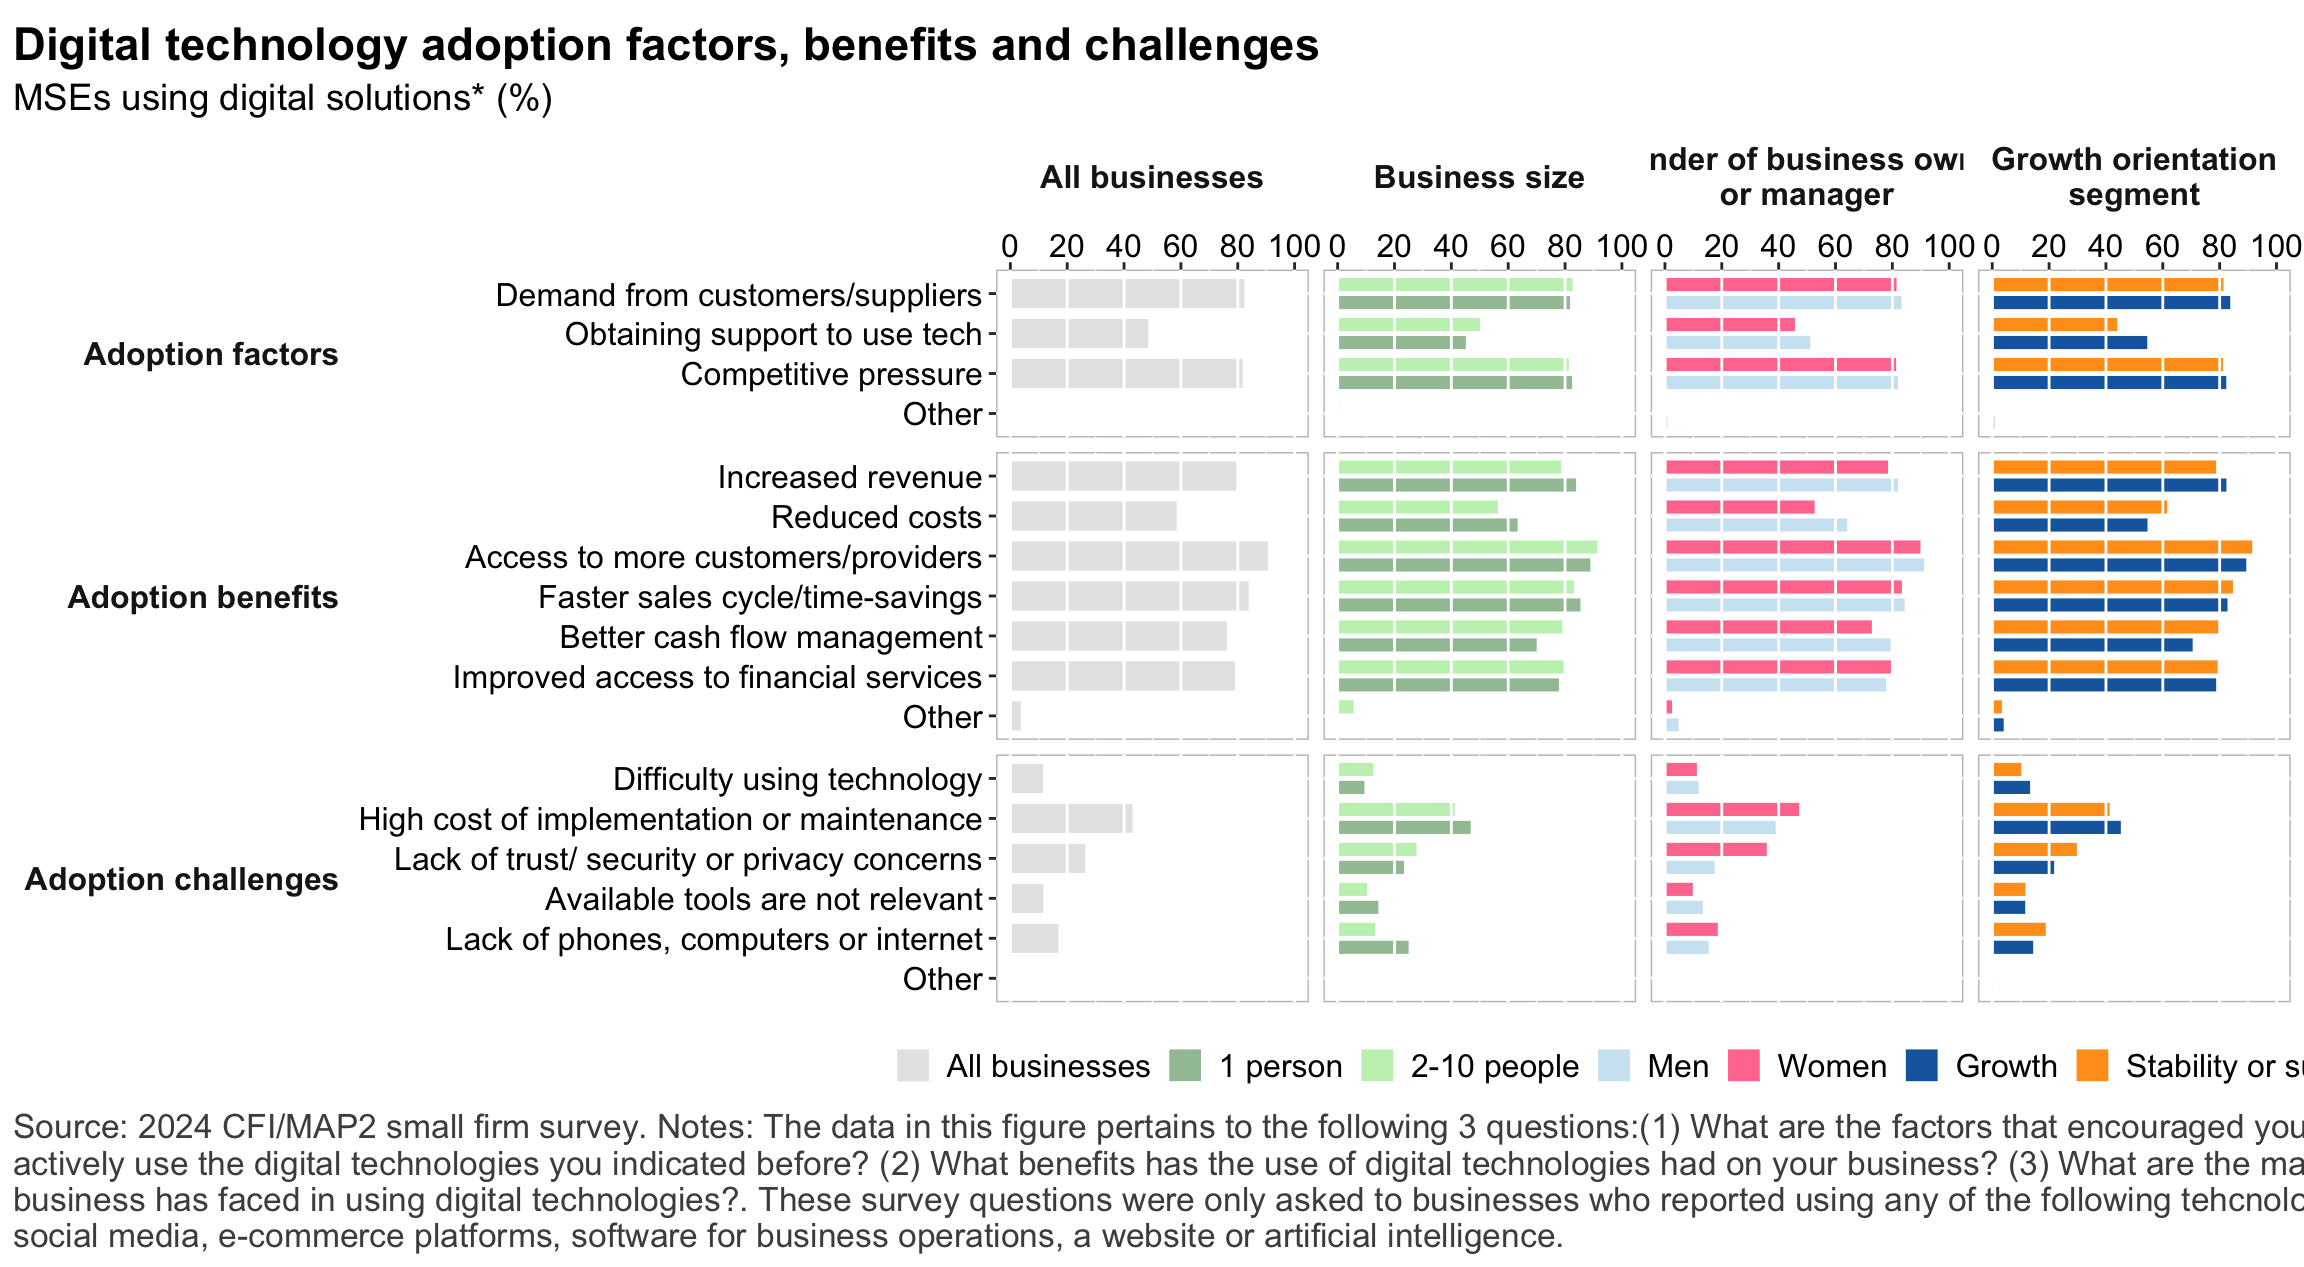 Digital technology adoption factors, benefits and challenges
MSEs using digital solutions* (%)
All businesses
Business size
nder of business own
or manager
Growth orientation
segment
0 20 40 60 80 100 0 20 40 60 80 100 0 20 40 60 80 100 0 20 40 60 80 100
Adoption factors
Demand from customers/suppliers
Obtaining support to use tech
Competitive pressure
Other
Adoption benefits
Increased revenue
Reduced costs
Access to more customers/providers
Faster sales cycle/time-savings
Better cash flow management
Improved access to financial services
Other
Adoption challenges
Difficulty using technology
High cost of implementation or maintenance
Lack of trust/ security or privacy concerns
Available tools are not relevant
Lack of phones, computers or internet
Other
All businesses 1 person 2-10 people Men Women Growth Stability or su
Source: 2024 CFI/MAP2 small firm survey. Notes: The data in this figure pertains to the following 3 questions:(1) What are the factors that encouraged you
actively use the digital technologies you indicated before? (2) What benefits has the use of digital technologies had on your business? (3) What are the ma
business has faced in using digital technologies?. These survey questions were only asked to businesses who reported using any of the following tehcnolo
social media, e-commerce platforms, software for business operations, a website or artificial intelligence.